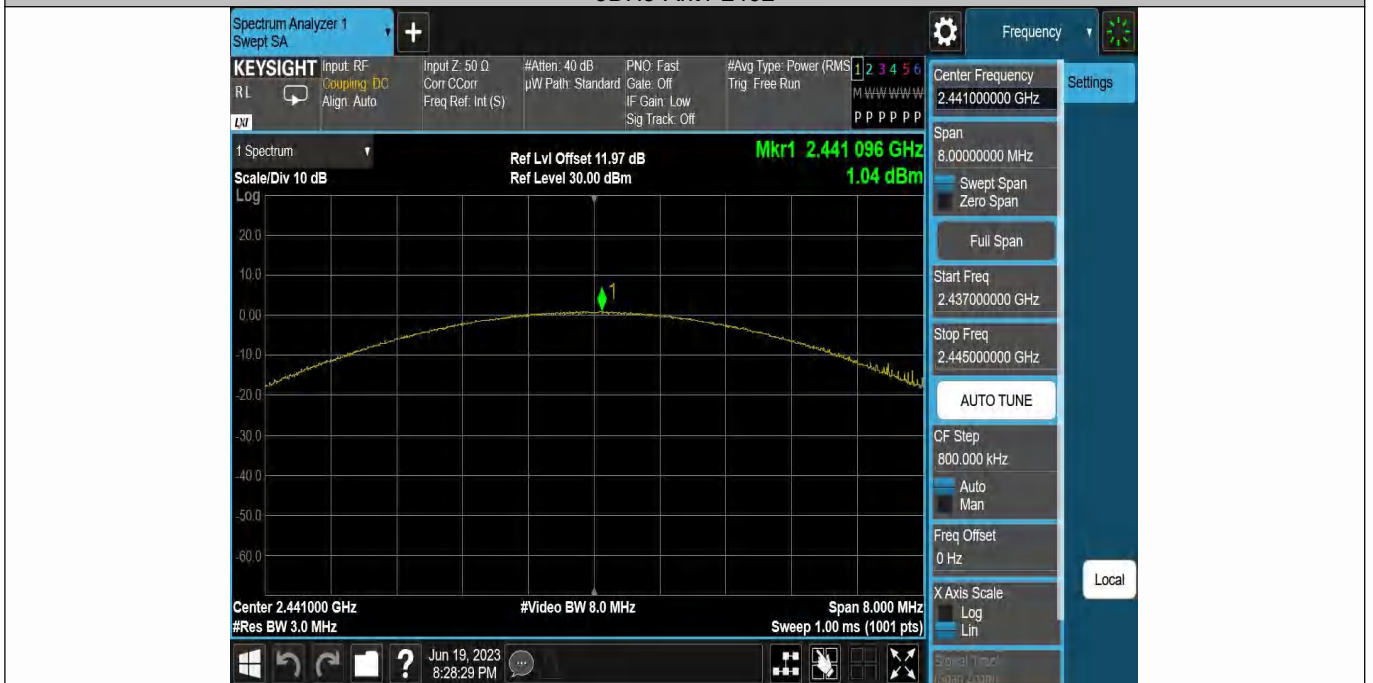 Spectrum Analyzer 1
Swept SA
+
Frequency
KEYSIGHT
RL
LXI
Input: RF
Coupling: DC
Align: Auto
Input Z: 50 Ω
Corr CCorr
Freq Ref: Int (S)
#Atten: 40 dB
µW Path: Standard
PNO: Fast
Gate: Off
IF Gain: Low
Sig Track: Off
#Avg Type: Power (RMS
Trig: Free Run
1 2 3 4 5 6
M W W W W W
P P P P P P
Center Frequency
2.441000000 GHz
Settings
Span
8.00000000 MHz
Swept Span
Zero Span
Full Span
Start Freq
2.437000000 GHz
Stop Freq
2.445000000 GHz
AUTO TUNE
CF Step
800.000 kHz
Auto
Man
Freq Offset
0 Hz
X Axis Scale
Log
Lin
Signal Track
(Span Zoom)
Local
1 Spectrum
Scale/Div 10 dB
Log
Ref Lvl Offset 11.97 dB
Ref Level 30.00 dBm
Mkr1 2.441 096 GHz
1.04 dBm
20.0
10.0
0.00
-10.0
-20.0
-30.0
-40.0
-50.0
-60.0
1
Center 2.441000 GHz
#Res BW 3.0 MHz
#Video BW 8.0 MHz
Span 8.000 MHz
Sweep 1.00 ms (1001 pts)
?
Jun 19, 2023
8:28:29 PM